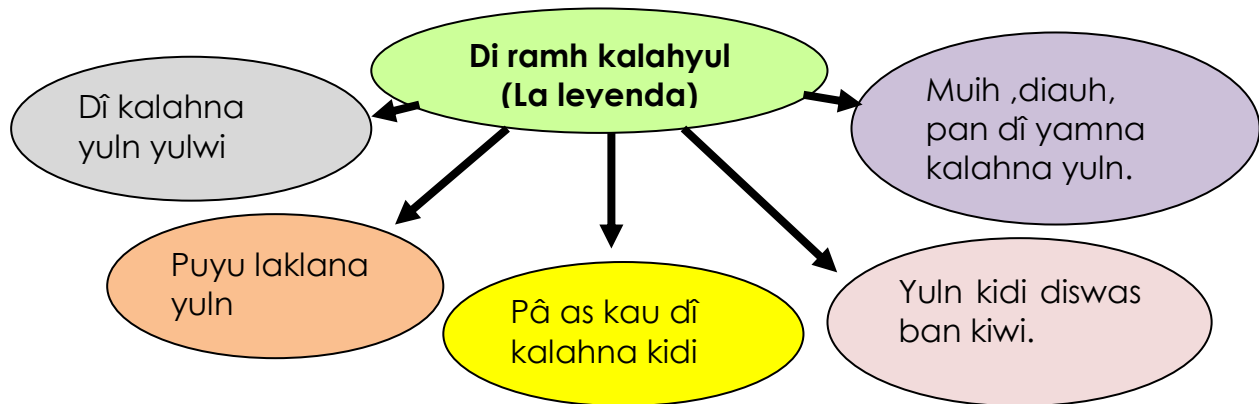 Di ramh kalahyul
(La leyenda)
Dî kalahna
yuln yulwi
Muih ,diauh,
pan dî yamna
kalahna yuln.
Puyu laklana
yuln
Pâ as kau dî
kalahna kidi
Yuln kidi diswas
ban kiwi.